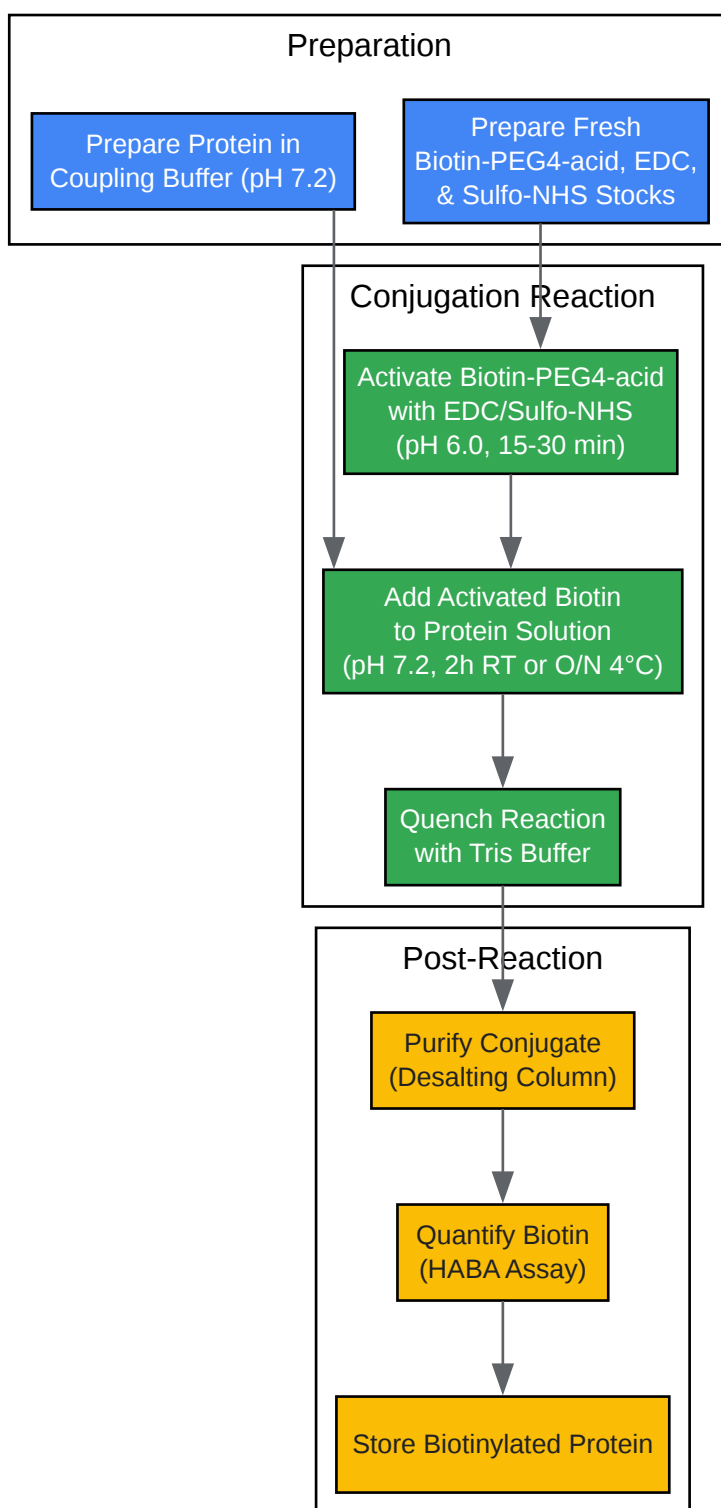 Preparation
Prepare Protein in
Coupling Buffer (pH 7.2)
Prepare Fresh
Biotin-PEG4-acid, EDC,
& Sulfo-NHS Stocks
Conjugation Reaction
Activate Biotin-PEG4-acid
with EDC/Sulfo-NHS
(pH 6.0, 15-30 min)
Add Activated Biotin
to Protein Solution
(pH 7.2, 2h RT or O/N 4°C)
Quench Reaction
with Tris Buffer
Post-Reaction
Purify Conjugate
(Desalting Column)
Quantify Biotin
(HABA Assay)
Store Biotinylated Protein